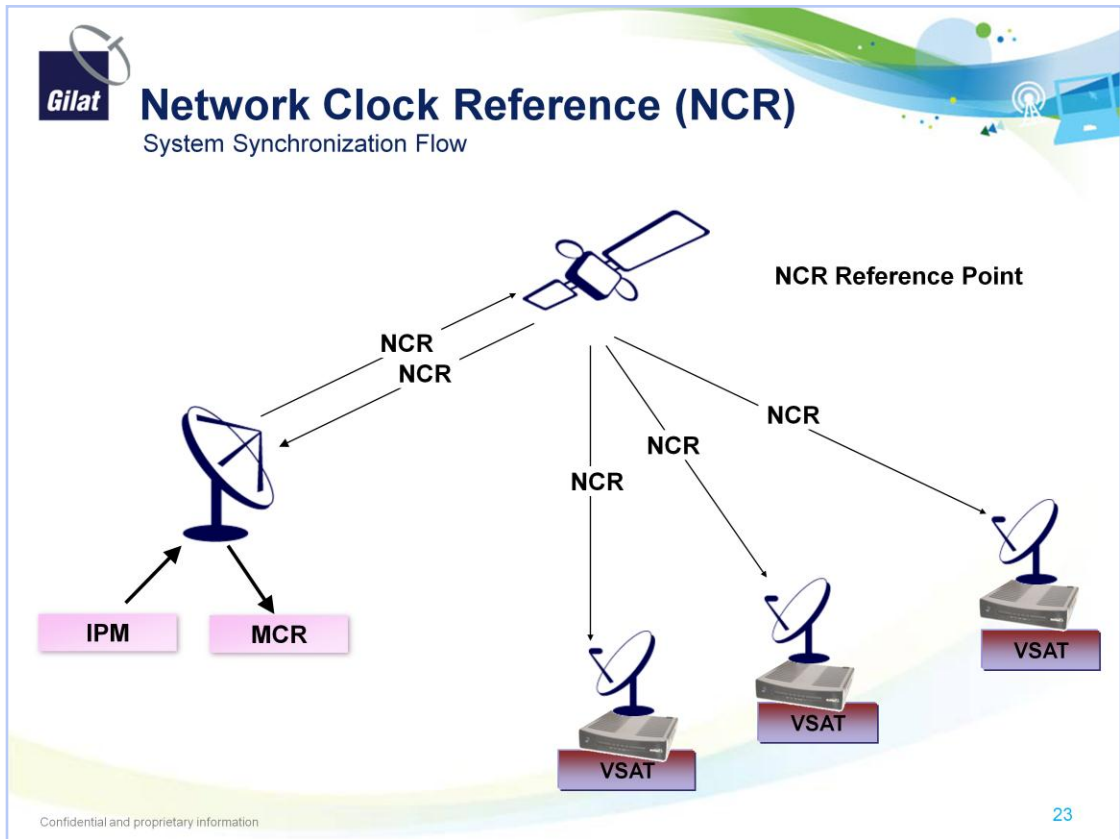 Gilat
Network Clock Reference (NCR)
System Synchronization Flow
NCR Reference Point
NCR
NCR
NCR
NCR
NCR
IPM
MCR
VSAT
VSAT
VSAT
Confidential and proprietary information
23